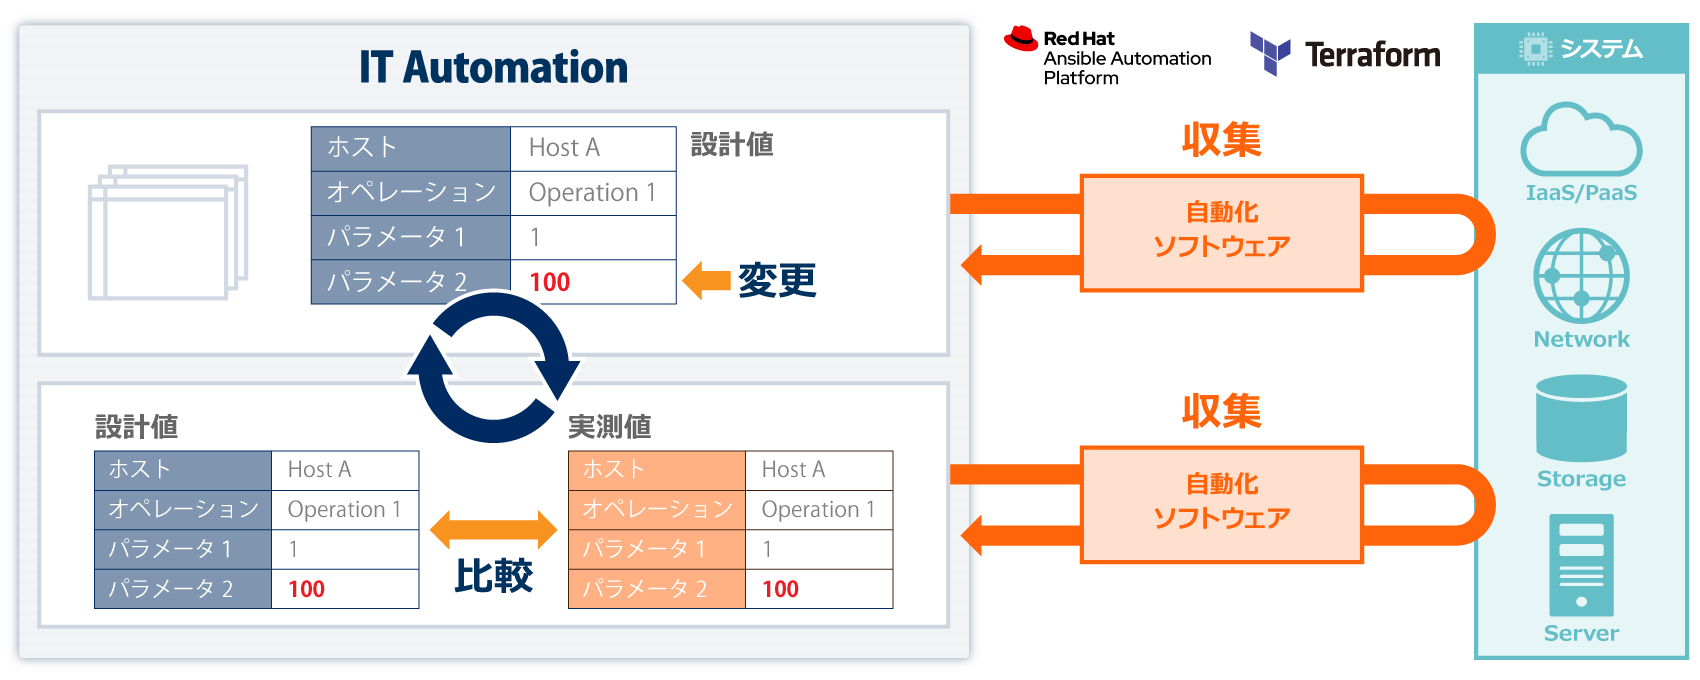 IT Automation
ホスト Host A
オペレーション Operation 1
パラメータ 1 1
パラメータ 2 100
設計値
変更
設計値
ホスト Host A
オペレーション Operation 1
パラメータ 1 1
パラメータ 2 100
比較
実測値
ホスト Host A
オペレーション Operation 1
パラメータ 1 1
パラメータ 2 100
Red Hat
Ansible Automation
Platform
Terraform
収集
自動化
ソフトウェア
収集
自動化
ソフトウェア
システム
IaaS/PaaS
Network
Storage
Server